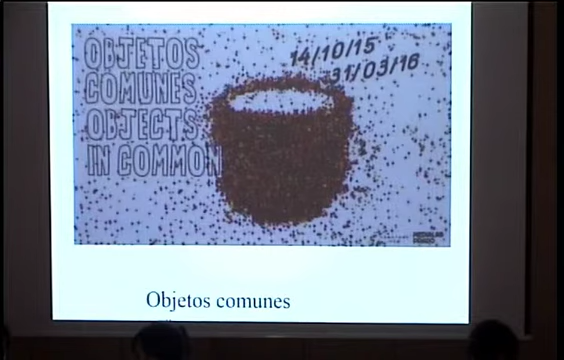 OBJETOS
COMUNES
OBJECTS
IN COMMON
14/10/15
31/03/16
Objetos comunes